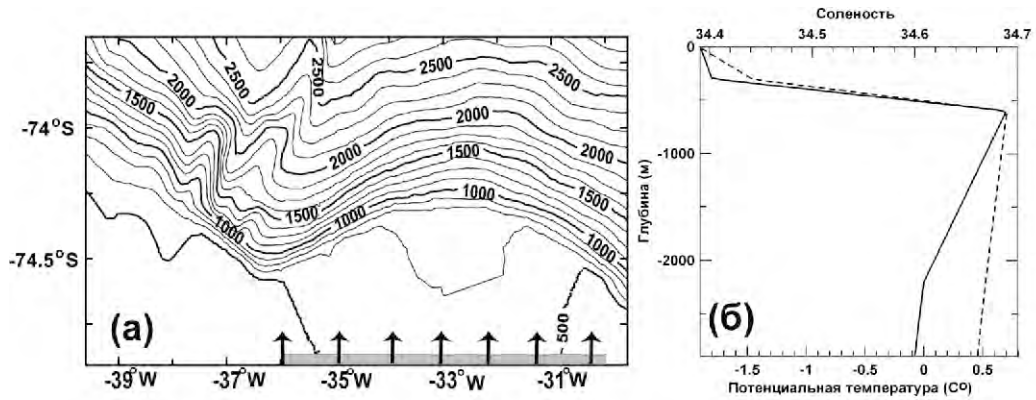 2500
2500
2500
2000
1500
2000
2000
1500
1500
1500
1000
1000
1000
1000
500
-74°S
-74.5°S
(a)
-39°W
-37°W
-35°W
-33°W
-31°W
Соленость
34.4
34.5
34.6
34.7
0
-1000
-2000
Глубина (м)
(б)
-1.5
-1
-0.5
0
0.5
Потенциальная температура (С°)